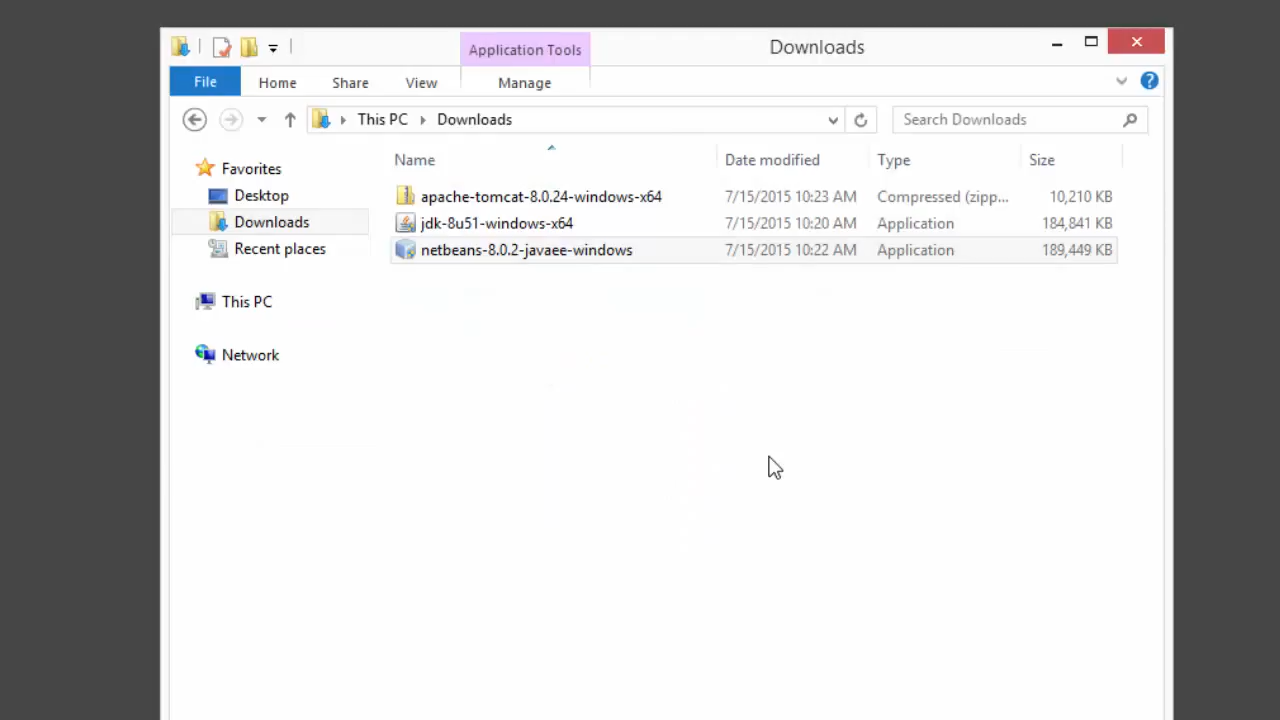 Application Tools
Downloads
File Home Share View Manage
This PC Downloads
Search Downloads
Name Date modified Type Size
Favorites
Desktop
Downloads
Recent places
This PC
Network
apache-tomcat-8.0.24-windows-x64 7/15/2015 10:23 AM Compressed (zipp... 10,210 KB
jdk-8u51-windows-x64 7/15/2015 10:20 AM Application 184,841 KB
netbeans-8.0.2-javaee-windows 7/15/2015 10:22 AM Application 189,449 KB